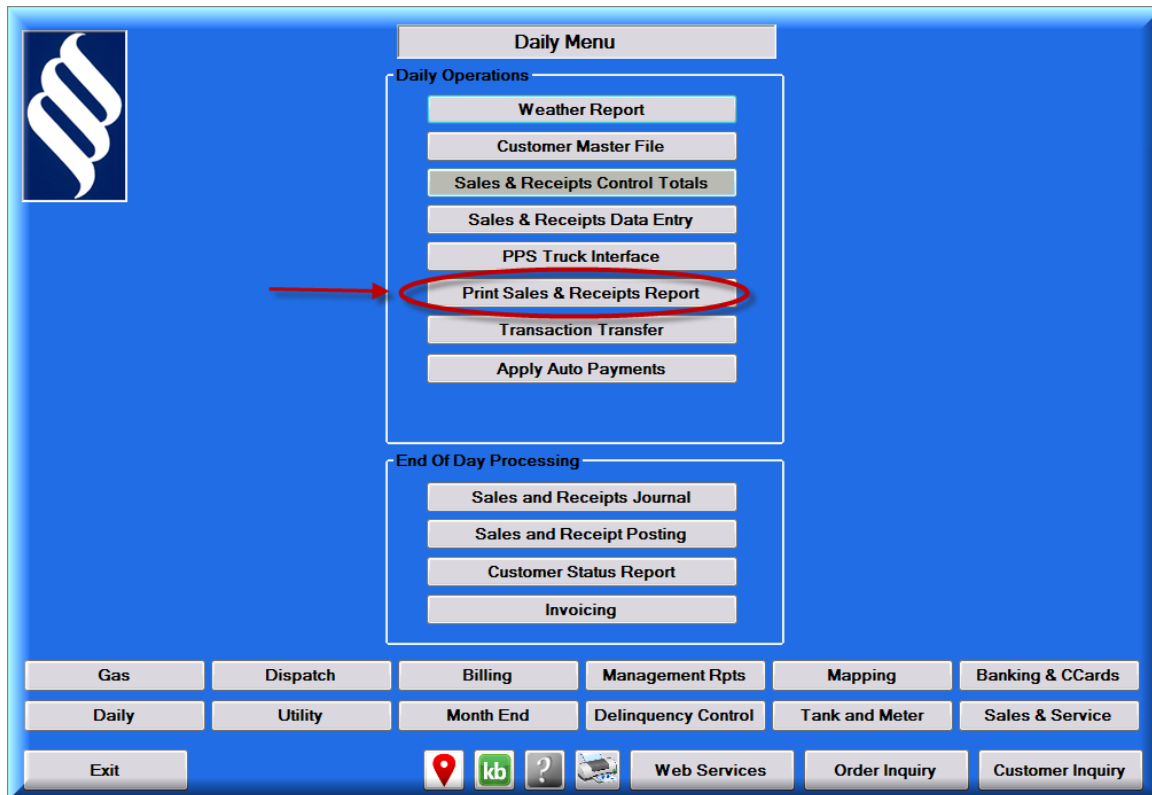 Daily Menu
Daily Operations
Weather Report
Customer Master File
Sales & Receipts Control Totals
Sales & Receipts Data Entry
PPS Truck Interface
Print Sales & Receipts Report
Transaction Transfer
Apply Auto Payments
End Of Day Processing
Sales and Receipts Journal
Sales and Receipt Posting
Customer Status Report
Invoicing
Gas Dispatch Billing Management Rpts Mapping Banking & CCards
Daily Utility Month End Delinquency Control Tank and Meter Sales & Service
Exit kb ? Web Services Order Inquiry Customer Inquiry